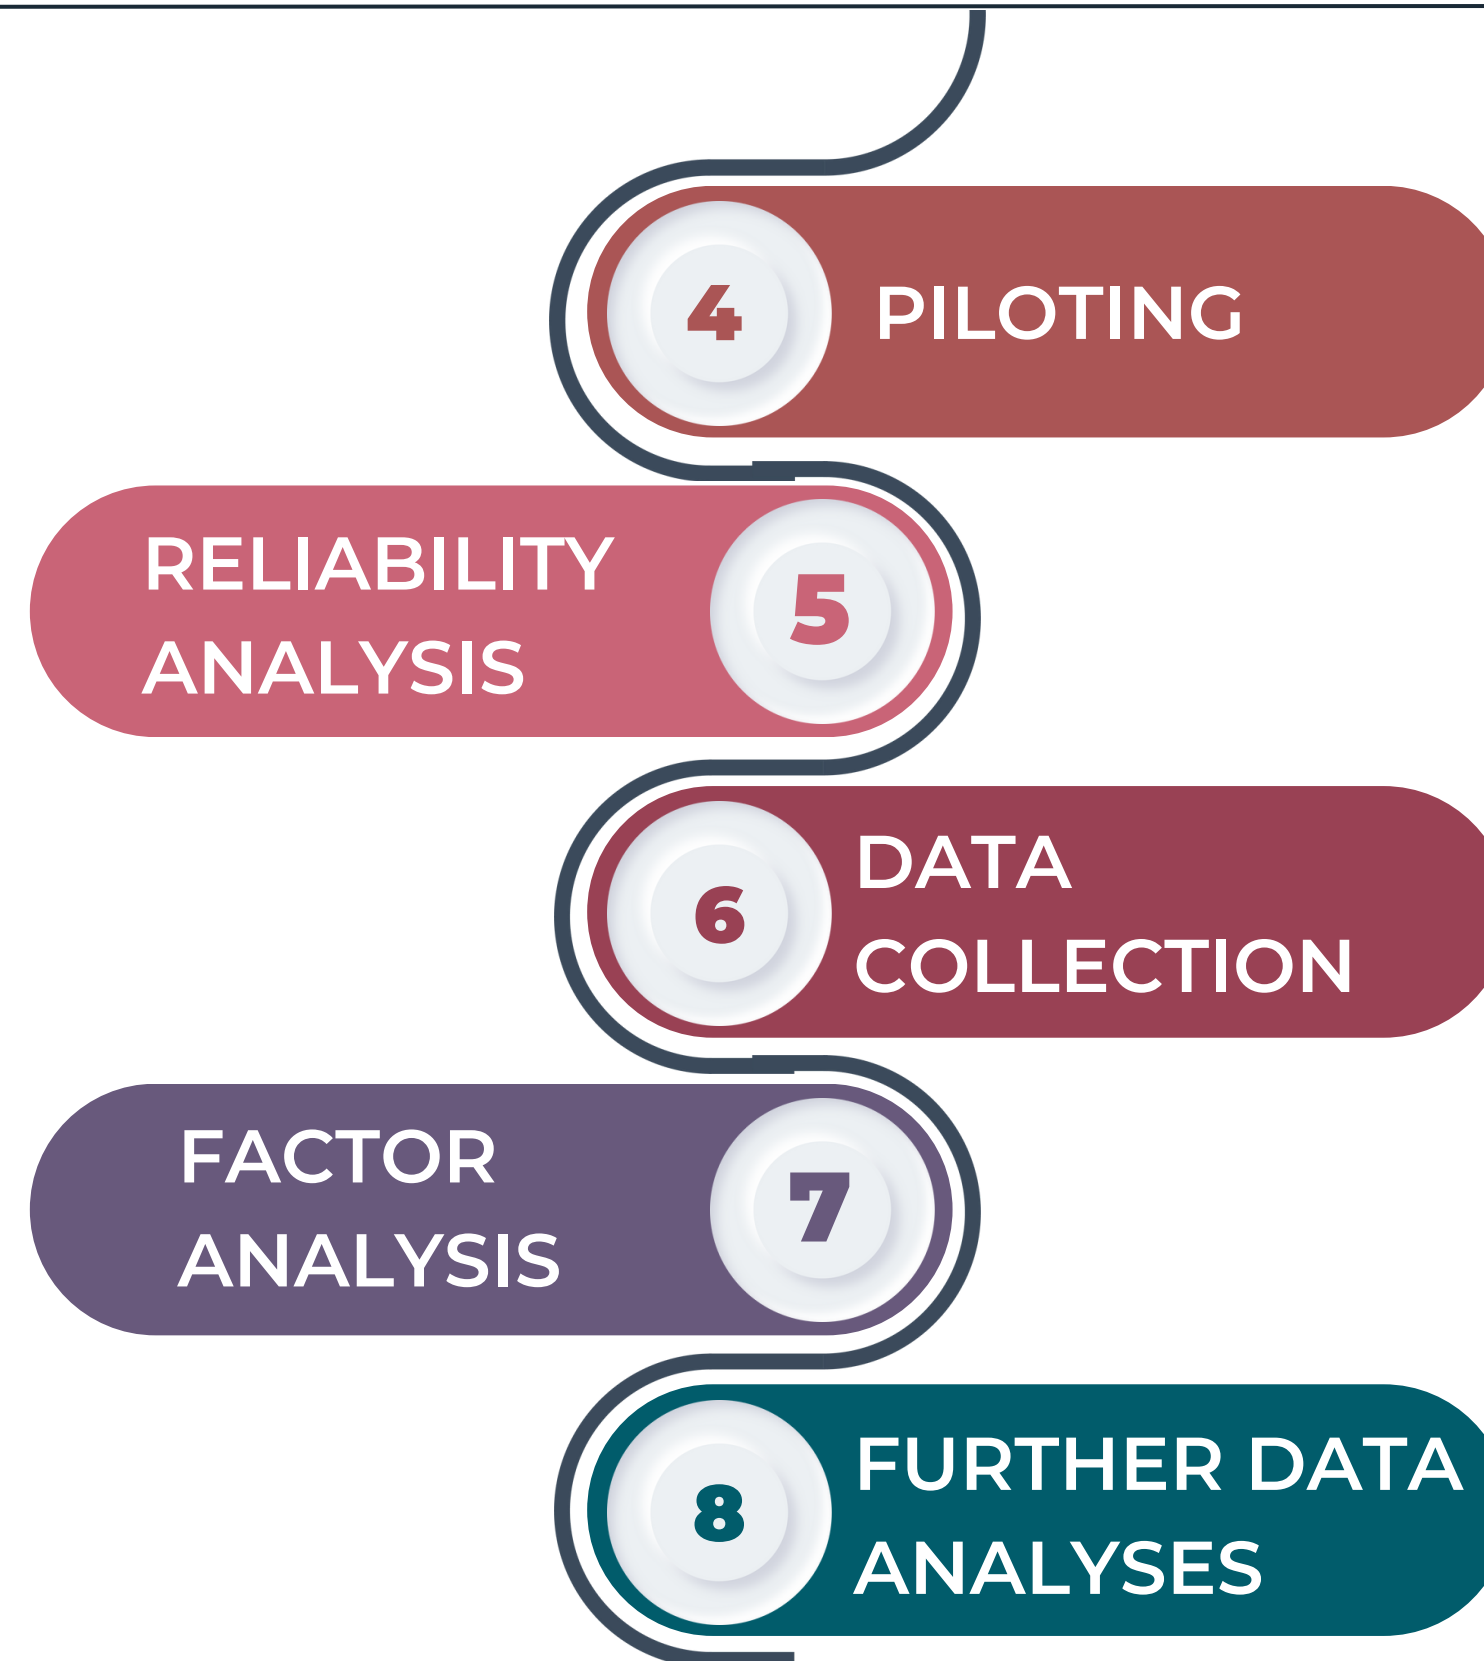 4
PILOTING
RELIABILITY
ANALYSIS
5
6
DATA
COLLECTION
FACTOR
ANALYSIS
7
8
FURTHER DATA
ANALYSES